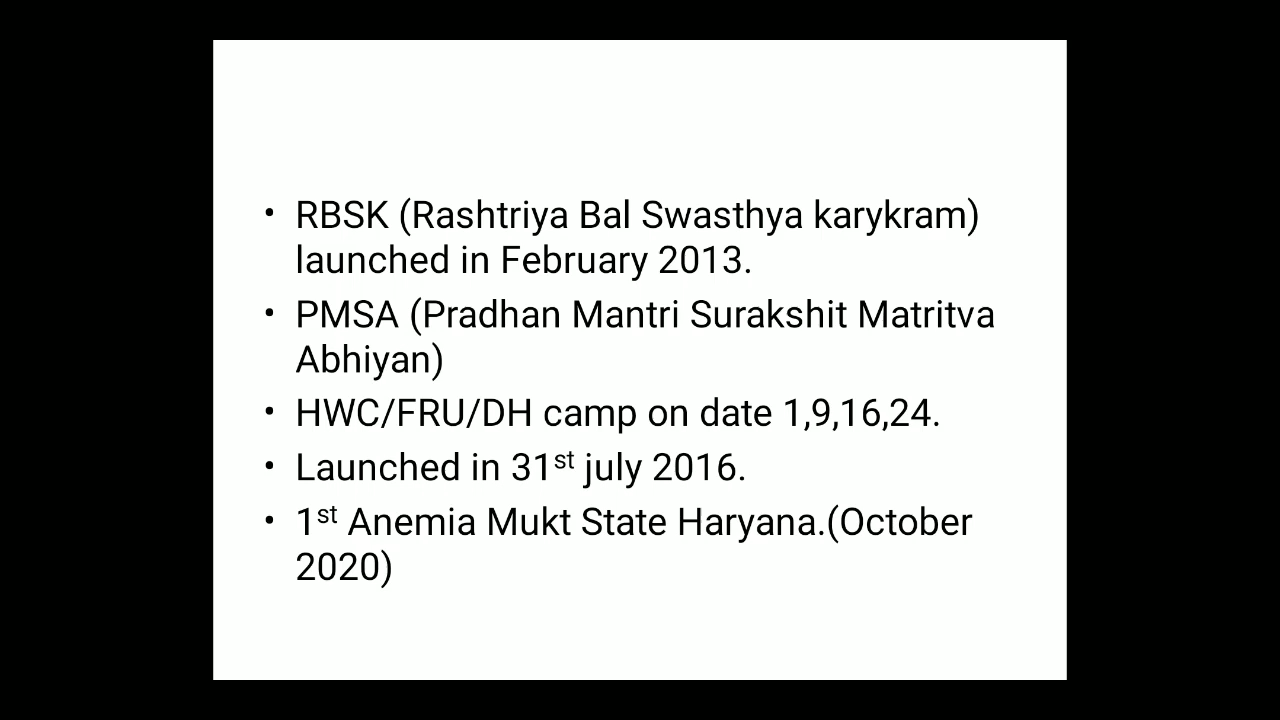 • RBSK (Rashtriya Bal Swasthya karykram)
launched in February 2013.
• PMSA (Pradhan Mantri Surakshit Matritva
Abhiyan)
• HWC/FRU/DH camp on date 1,9,16,24.
• Launched in 31st july 2016.
• 1st Anemia Mukt State Haryana.(October
2020)